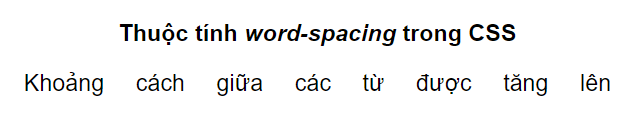 Thuộc tính word-spacing trong CSS
Khoảng cách giữa các từ được tăng lên